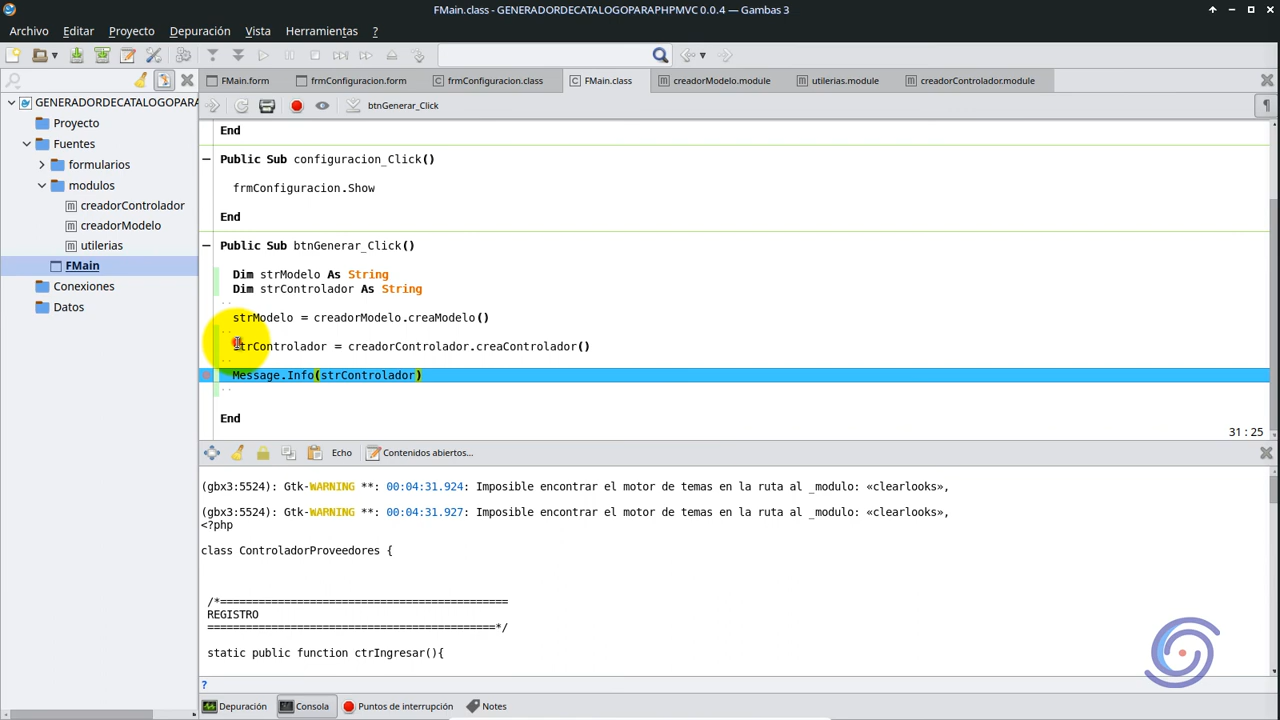 FMain.class - GENERADORDECATALOGOPARAPHPMVC 0.0.4 — Gambas 3
Archivo Editar Proyecto Depuración Vista Herramientas ?
FMain.form frmConfiguracion.form frmConfiguracion.class FMain.class creadorModelo.module utilerias.module creadorControlador.module
btnGenerar_Click
GENERADORDECATALOGOPARA
Proyecto
Fuentes
formularios
modulos
creadorControlador
creadorModelo
utilerias
FMain
Conexiones
Datos
End
Public Sub configuracion_Click()
frmConfiguracion.Show
End
Public Sub btnGenerar_Click()
Dim strModelo As String
Dim strControlador As String
strModelo = creadorModelo.creaModelo()
strControlador = creadorControlador.creaControlador()
Message.Info(strControlador)
End
31 : 25
Echo Contenidos abiertos...
(gbx3:5524): Gtk-WARNING **: 00:04:31.924: Imposible encontrar el motor de temas en la ruta al _modulo: «clearlooks»,
(gbx3:5524): Gtk-WARNING **: 00:04:31.927: Imposible encontrar el motor de temas en la ruta al _modulo: «clearlooks»,
<?php
class ControladorProveedores {
/*=============================================
REGISTRO
=============================================*/
static public function ctrIngresar(){
?
Depuración Consola Puntos de interrupción Notes